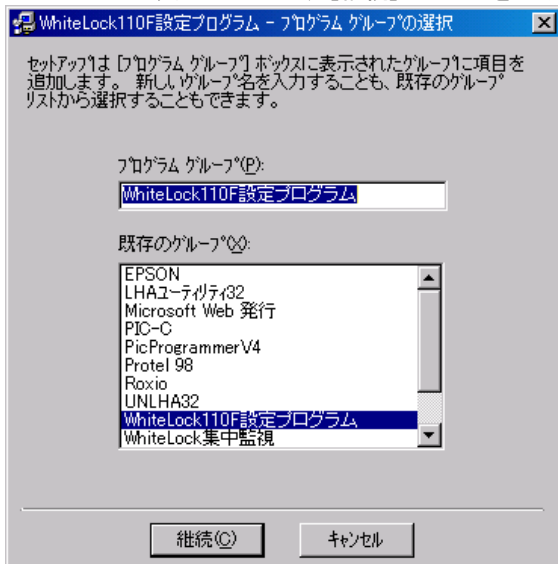 WhiteLock110F設定プログラム - プログラム グループの選択
セットアップは [プログラム グループ] ボックスに表示されたグループに項目を
追加します。 新しいグループ名を入力することも、既存のグループ
リストから選択することもできます。
プログラム グループ(P):
WhiteLock110F設定プログラム
既存のグループ(X):
EPSON
LHAユーティリティ32
Microsoft Web 発行
PIC-C
PicProgrammerV4
Protel 98
Roxio
UNLHA32
WhiteLock110F設定プログラム
WhiteLock集中監視
継続(C)
キャンセル